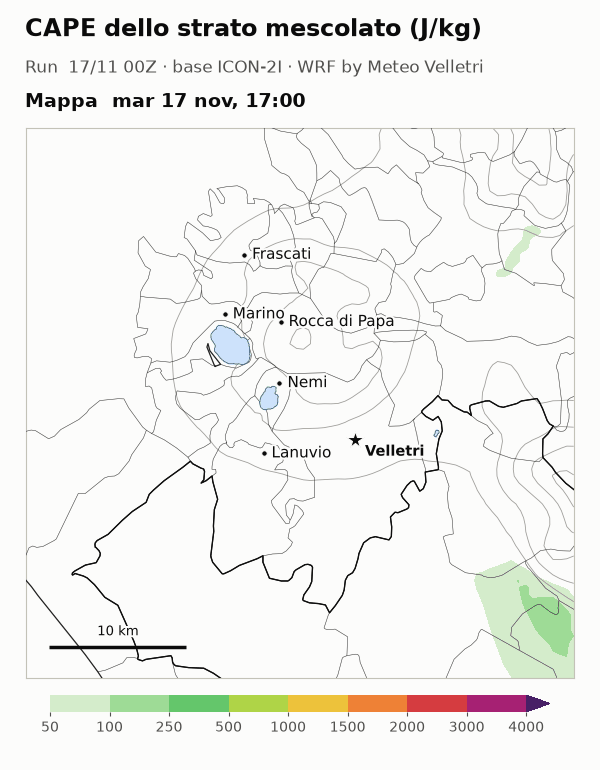 CAPE dello strato mescolato (J/kg)
Run  17/11 00Z · base ICON-2I · WRF by Meteo Velletri
Mappa  mar 17 nov, 17:00
Frascati
Marino
Rocca di Papa
Nemi
Velletri
Lanuvio
10 km
50 100 250 500 1000 1500 2000 3000 4000